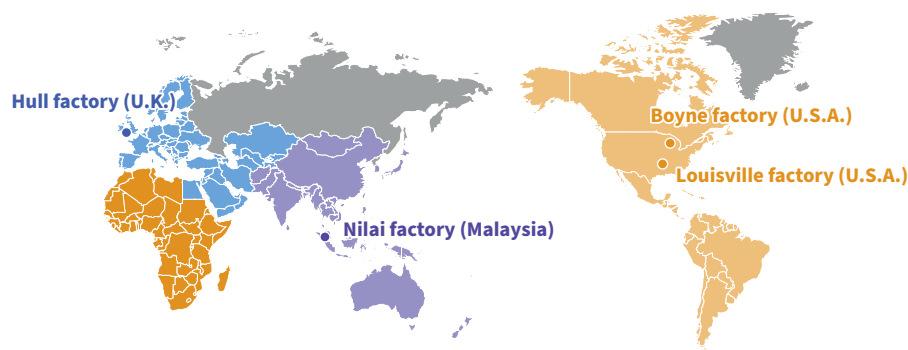 Hull factory (U.K.)
Boyne factory (U.S.A.)
Louisville factory (U.S.A.)
Nilai factory (Malaysia)